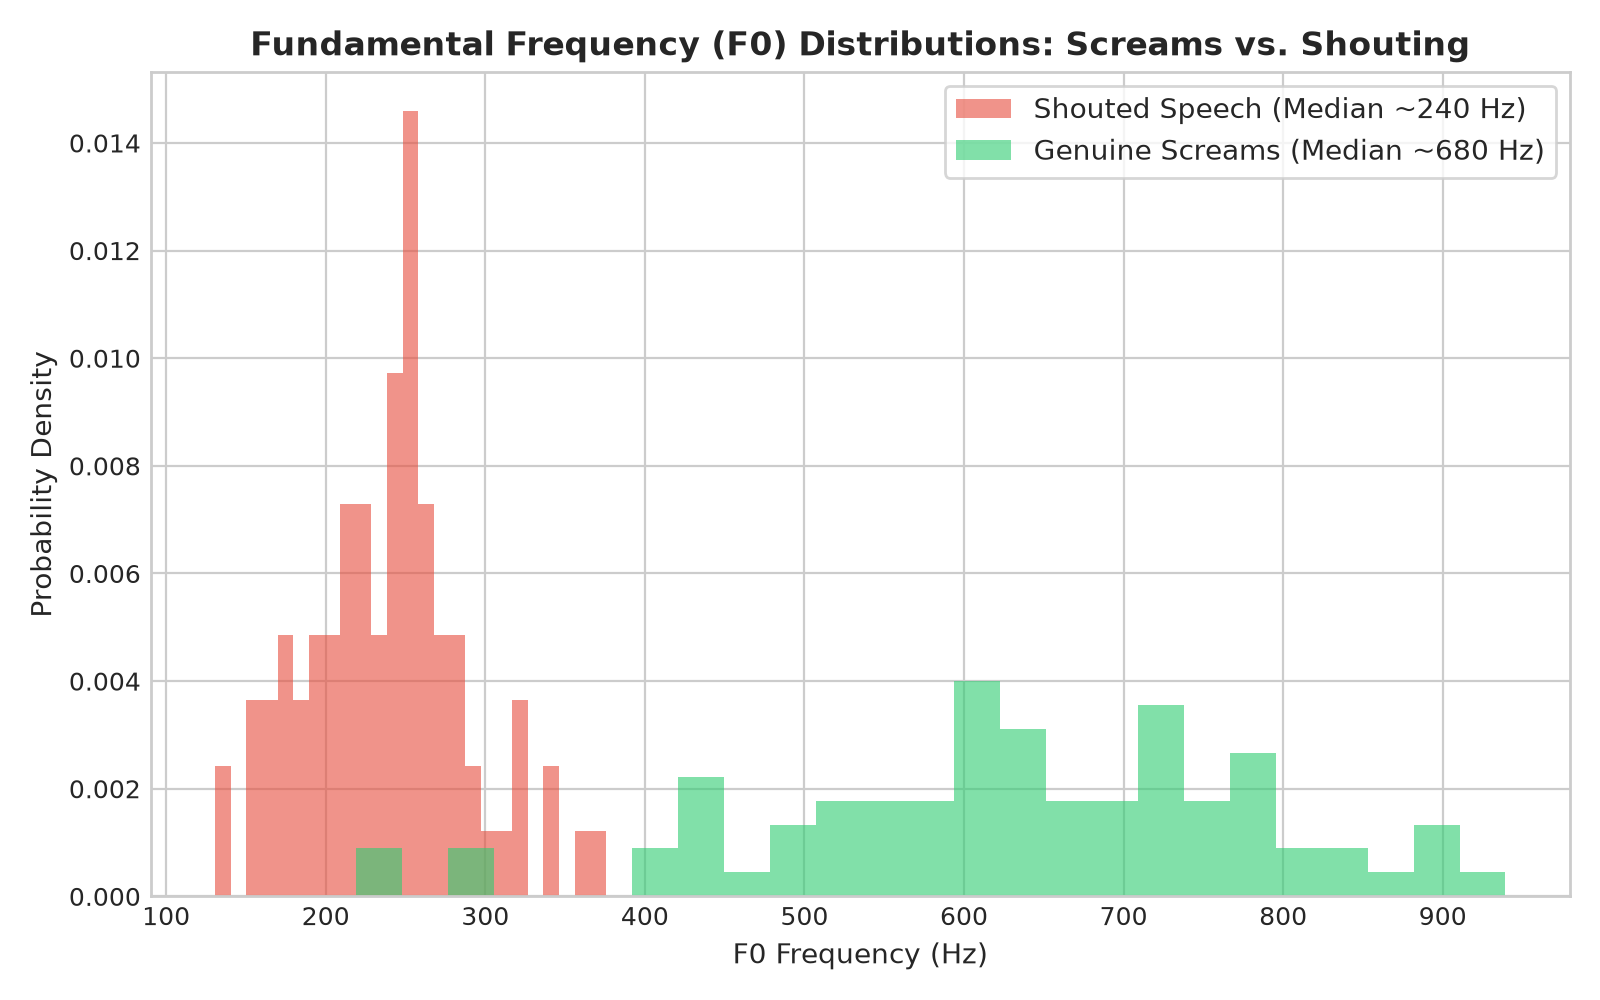 Fundamental Frequency (F0) Distributions: Screams vs. Shouting
Shouted Speech (Median ~240 Hz)
Genuine Screams (Median ~680 Hz)
Probability Density
0.014
0.012
0.010
0.008
0.006
0.004
0.002
0.000
100 200 300 400 500 600 700 800 900
F0 Frequency (Hz)